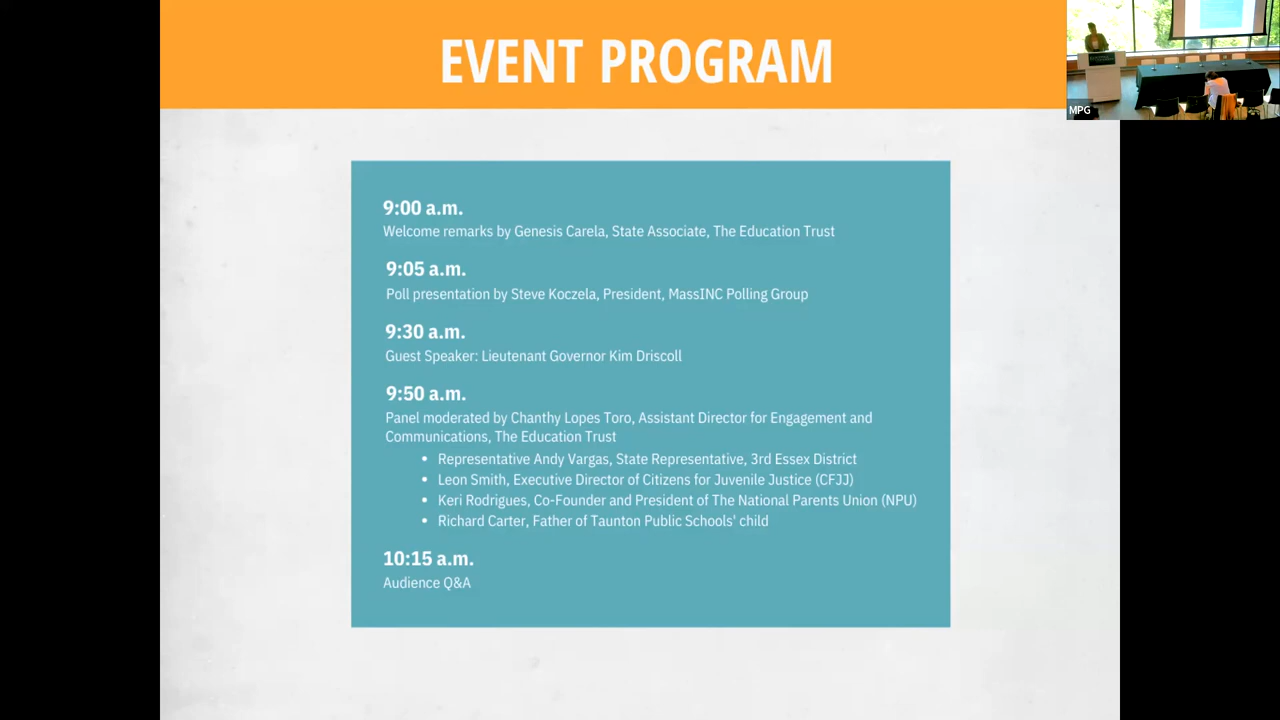 EVENT PROGRAM
MPG
9:00 a.m.
Welcome remarks by Genesis Carela, State Associate, The Education Trust
9:05 a.m.
Poll presentation by Steve Koczela, President, MassINC Polling Group
9:30 a.m.
Guest Speaker: Lieutenant Governor Kim Driscoll
9:50 a.m.
Panel moderated by Chanthy Lopes Toro, Assistant Director for Engagement and
Communications, The Education Trust
• Representative Andy Vargas, State Representative, 3rd Essex District
• Leon Smith, Executive Director of Citizens for Juvenile Justice (CFJJ)
• Keri Rodrigues, Co-Founder and President of The National Parents Union (NPU)
• Richard Carter, Father of Taunton Public Schools' child
10:15 a.m.
Audience Q&A